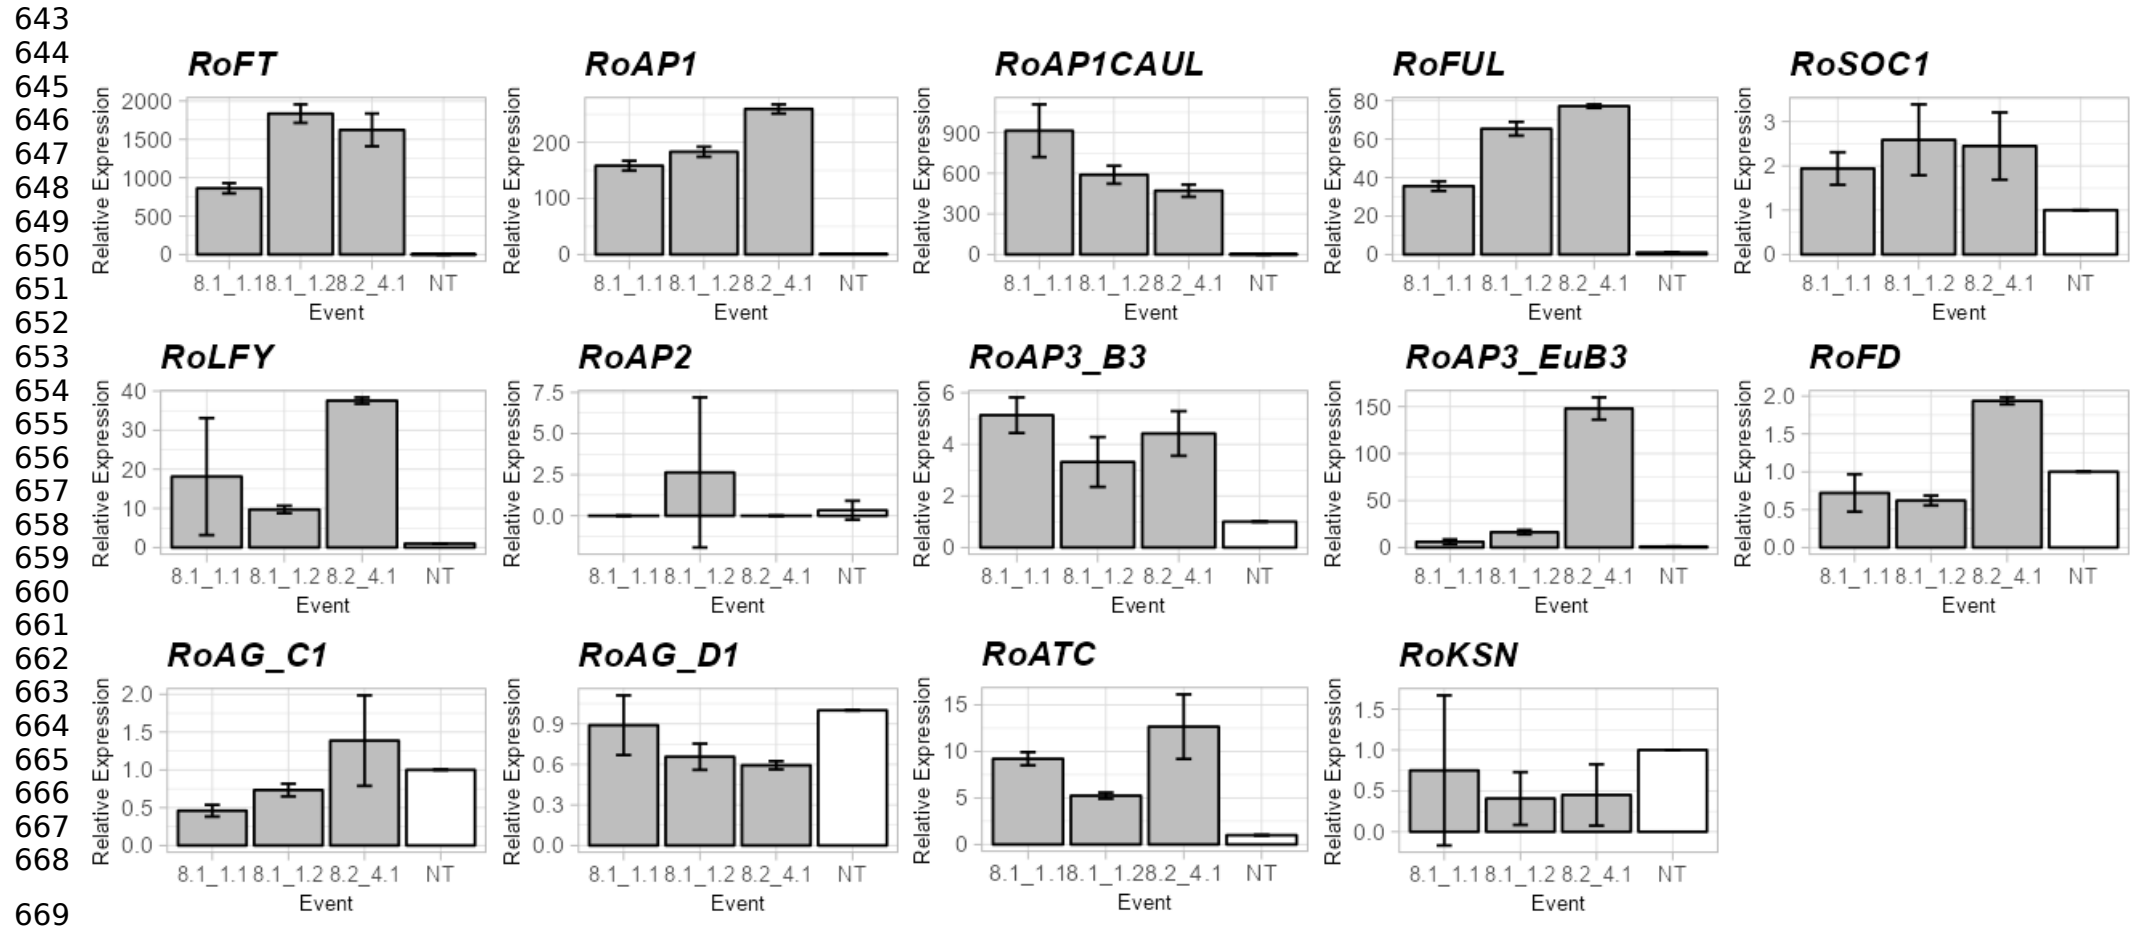 643
644
645
646
647
648
649
650
651
652
653
654
655
656
657
658
659
660
661
662
663
664
665
666
667
668
669
RoFT
Relative Expression
2000
1500
1000
500
0
8.1_1.1 8.1_1.2 8.2_4.1 NT
Event
RoAP1
Relative Expression
200
100
0
8.1_1.1 8.1_1.2 8.2_4.1 NT
Event
RoAP1CAUL
Relative Expression
900
600
300
0
8.1_1.1 8.1_1.2 8.2_4.1 NT
Event
RoFUL
Relative Expression
80
60
40
20
0
8.1_1.1 8.1_1.2 8.2_4.1 NT
Event
RoSOC1
Relative Expression
3
2
1
0
8.1_1.1 8.1_1.2 8.2_4.1 NT
Event
RoLFY
Relative Expression
40
30
20
10
0
8.1_1.1 8.1_1.2 8.2_4.1 NT
Event
RoAP2
Relative Expression
7.5
5.0
2.5
0.0
8.1_1.1 8.1_1.2 8.2_4.1 NT
Event
RoAP3_B3
Relative Expression
6
4
2
0
8.1_1.1 8.1_1.2 8.2_4.1 NT
Event
RoAP3_EuB3
Relative Expression
150
100
50
0
8.1_1.1 8.1_1.2 8.2_4.1 NT
Event
RoFD
Relative Expression
2.0
1.5
1.0
0.5
0.0
8.1_1.1 8.1_1.2 8.2_4.1 NT
Event
RoAG_C1
Relative Expression
2.0
1.5
1.0
0.5
0.0
8.1_1.1 8.1_1.2 8.2_4.1 NT
Event
RoAG_D1
Relative Expression
0.9
0.6
0.3
0.0
8.1_1.1 8.1_1.2 8.2_4.1 NT
Event
RoATC
Relative Expression
15
10
5
0
8.1_1.1 8.1_1.2 8.2_4.1 NT
Event
RoKSN
Relative Expression
1.5
1.0
0.5
0.0
8.1_1.1 8.1_1.2 8.2_4.1 NT
Event